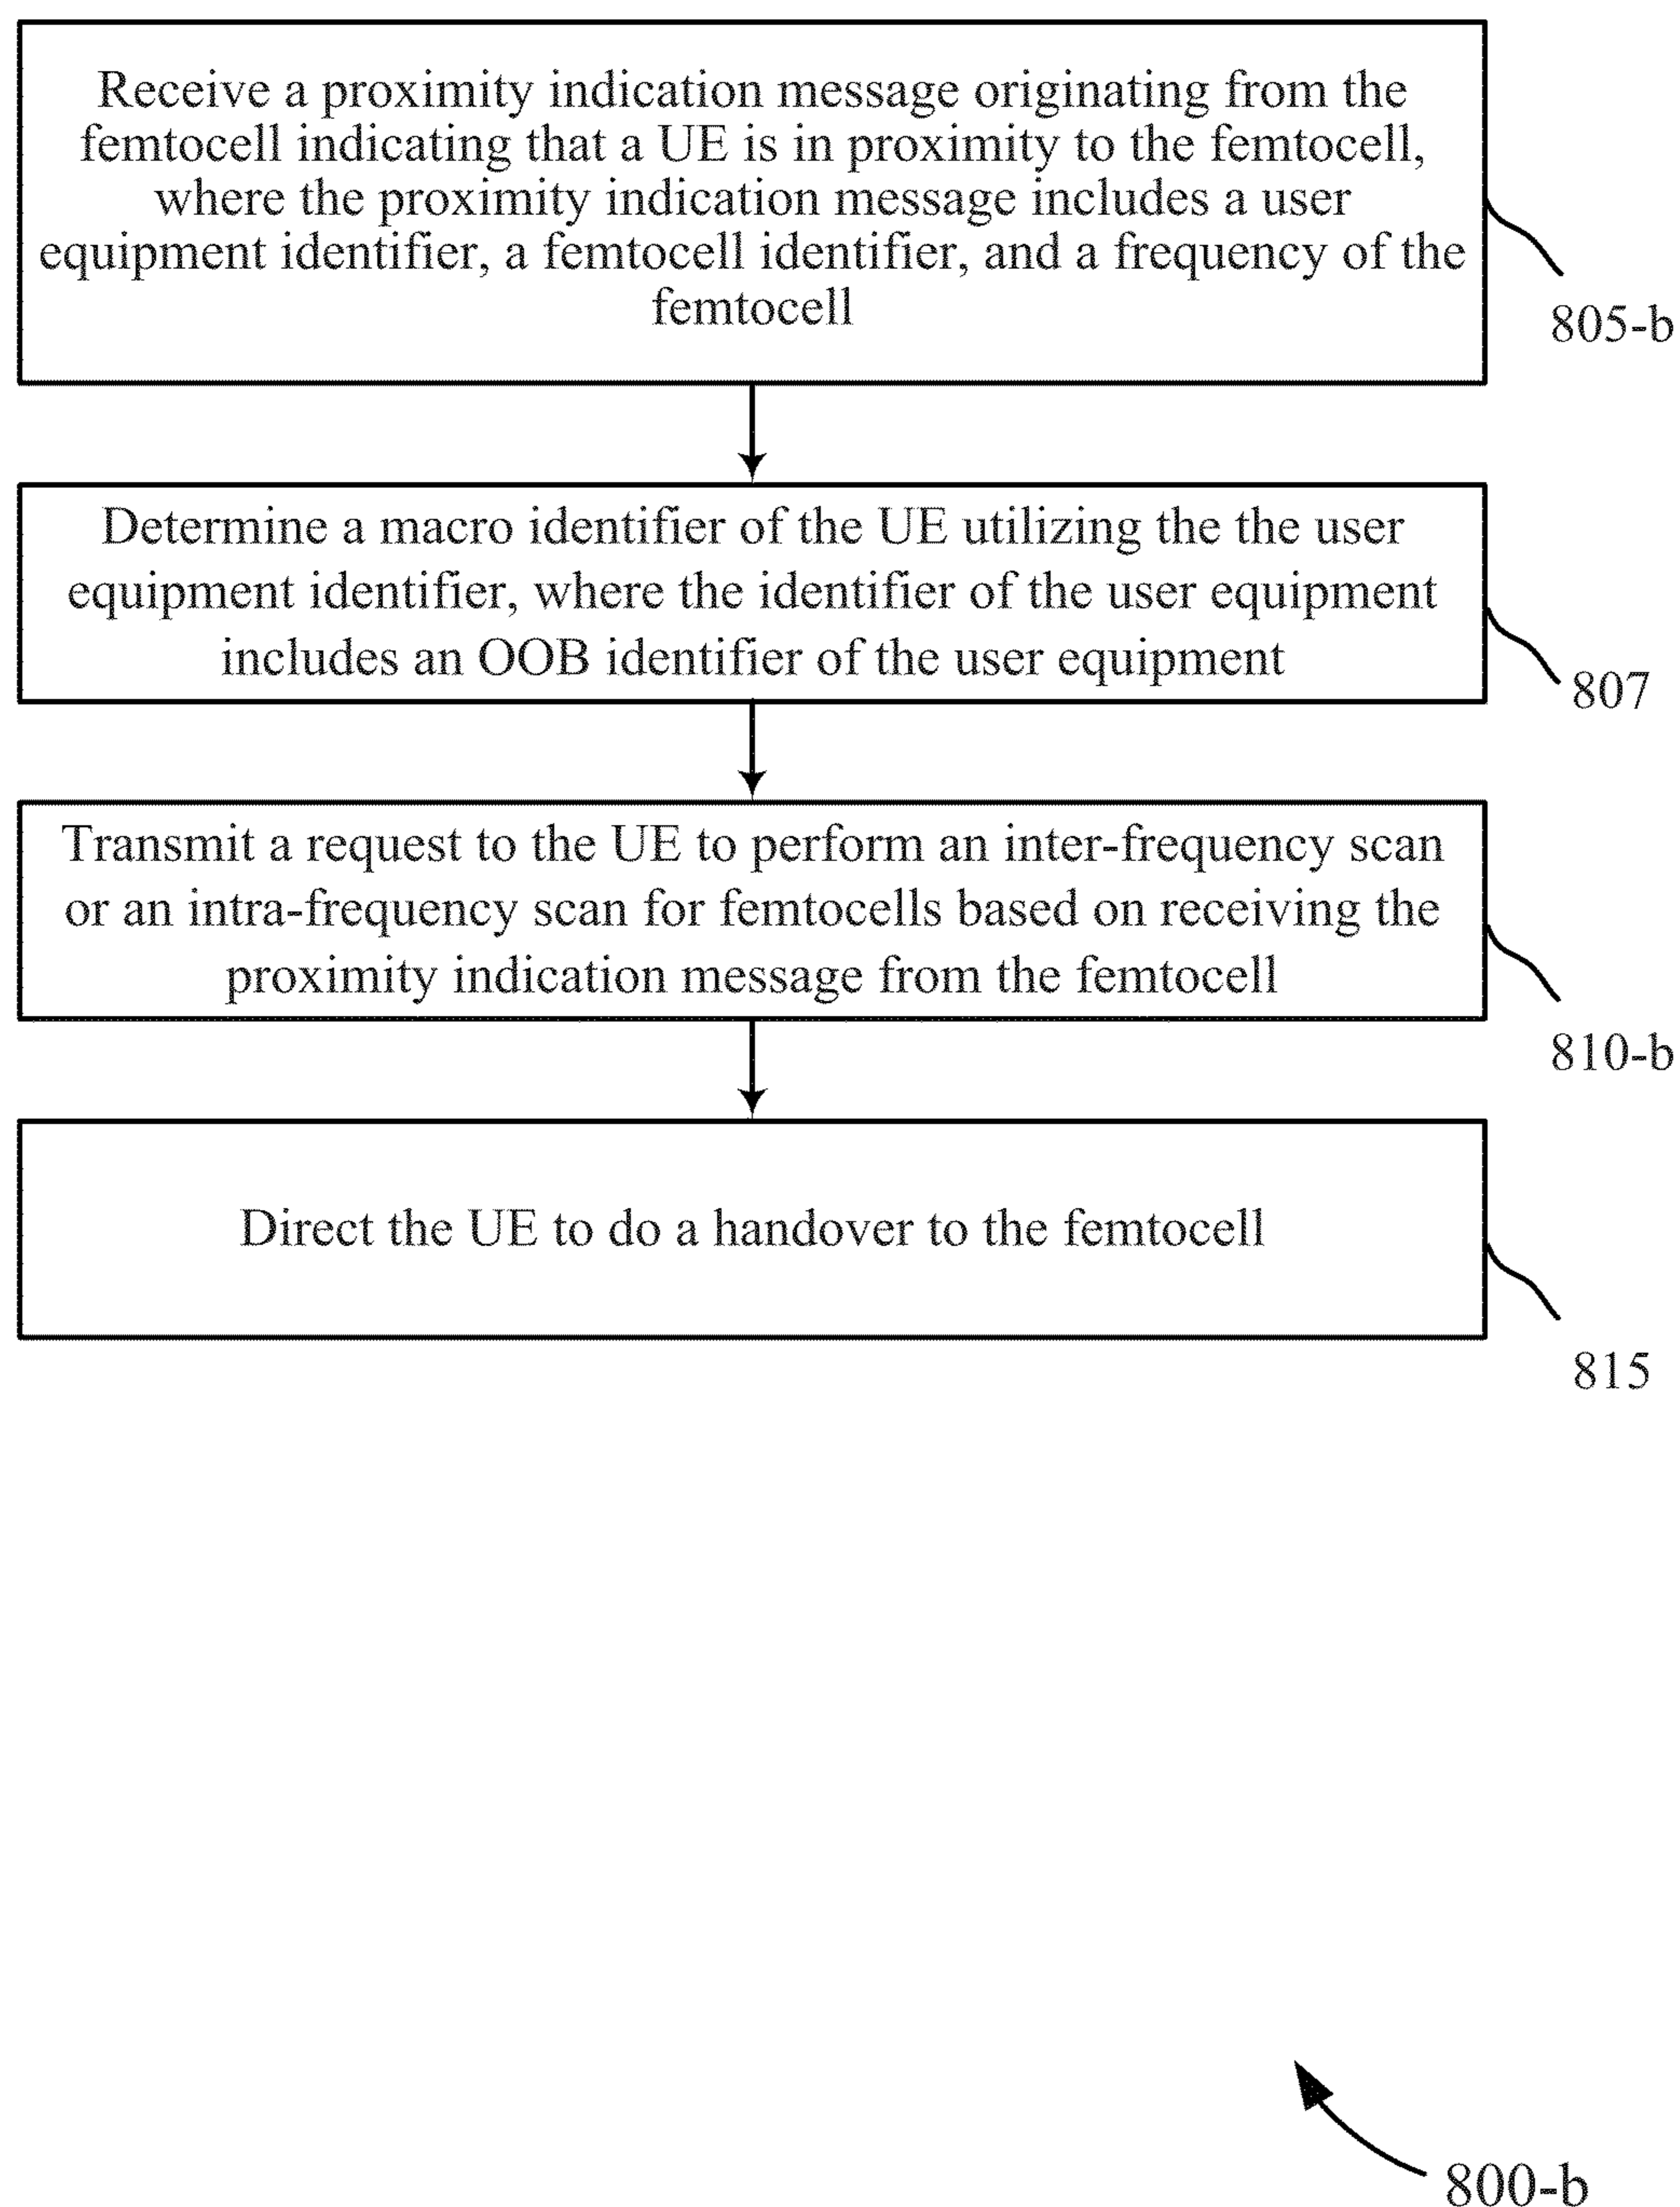 Receive a proximity indication message originating from the
femtocell indicating that a UE is in proximity to the femtocell,
where the proximity indication message includes a user
equipment identifier, a femtocell identifier, and a frequency of the
femtocell
805-b
Determine a macro identifier of the UE utilizing the the user
equipment identifier, where the identifier of the user equipment
includes an OOB identifier of the user equipment
807
Transmit a request to the UE to perform an inter-frequency scan
or an intra-frequency scan for femtocells based on receiving the
proximity indication message from the femtocell
810-b
Direct the UE to do a handover to the femtocell
815
800-b